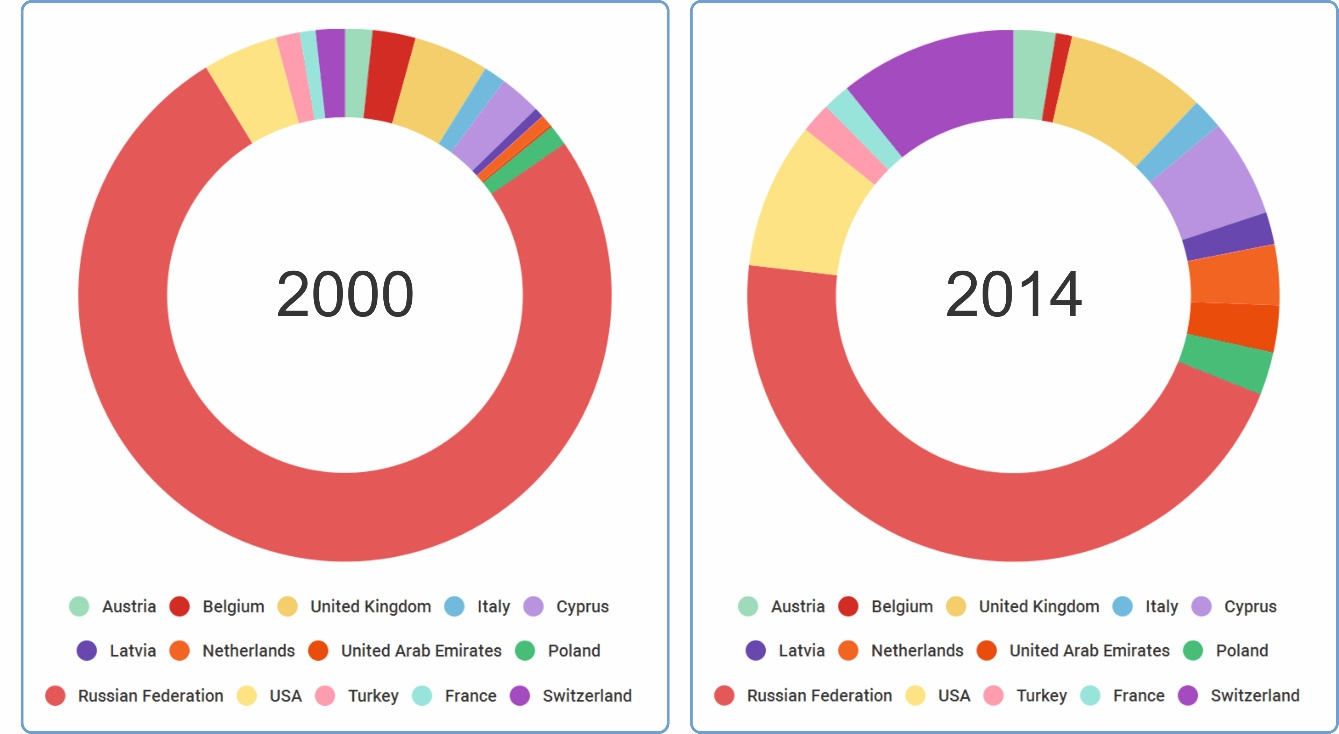 2000
Austria Belgium United Kingdom Italy Cyprus
Latvia Netherlands United Arab Emirates Poland
Russian Federation USA Turkey France Switzerland
2014
Austria Belgium United Kingdom Italy Cyprus
Latvia Netherlands United Arab Emirates Poland
Russian Federation USA Turkey France Switzerland